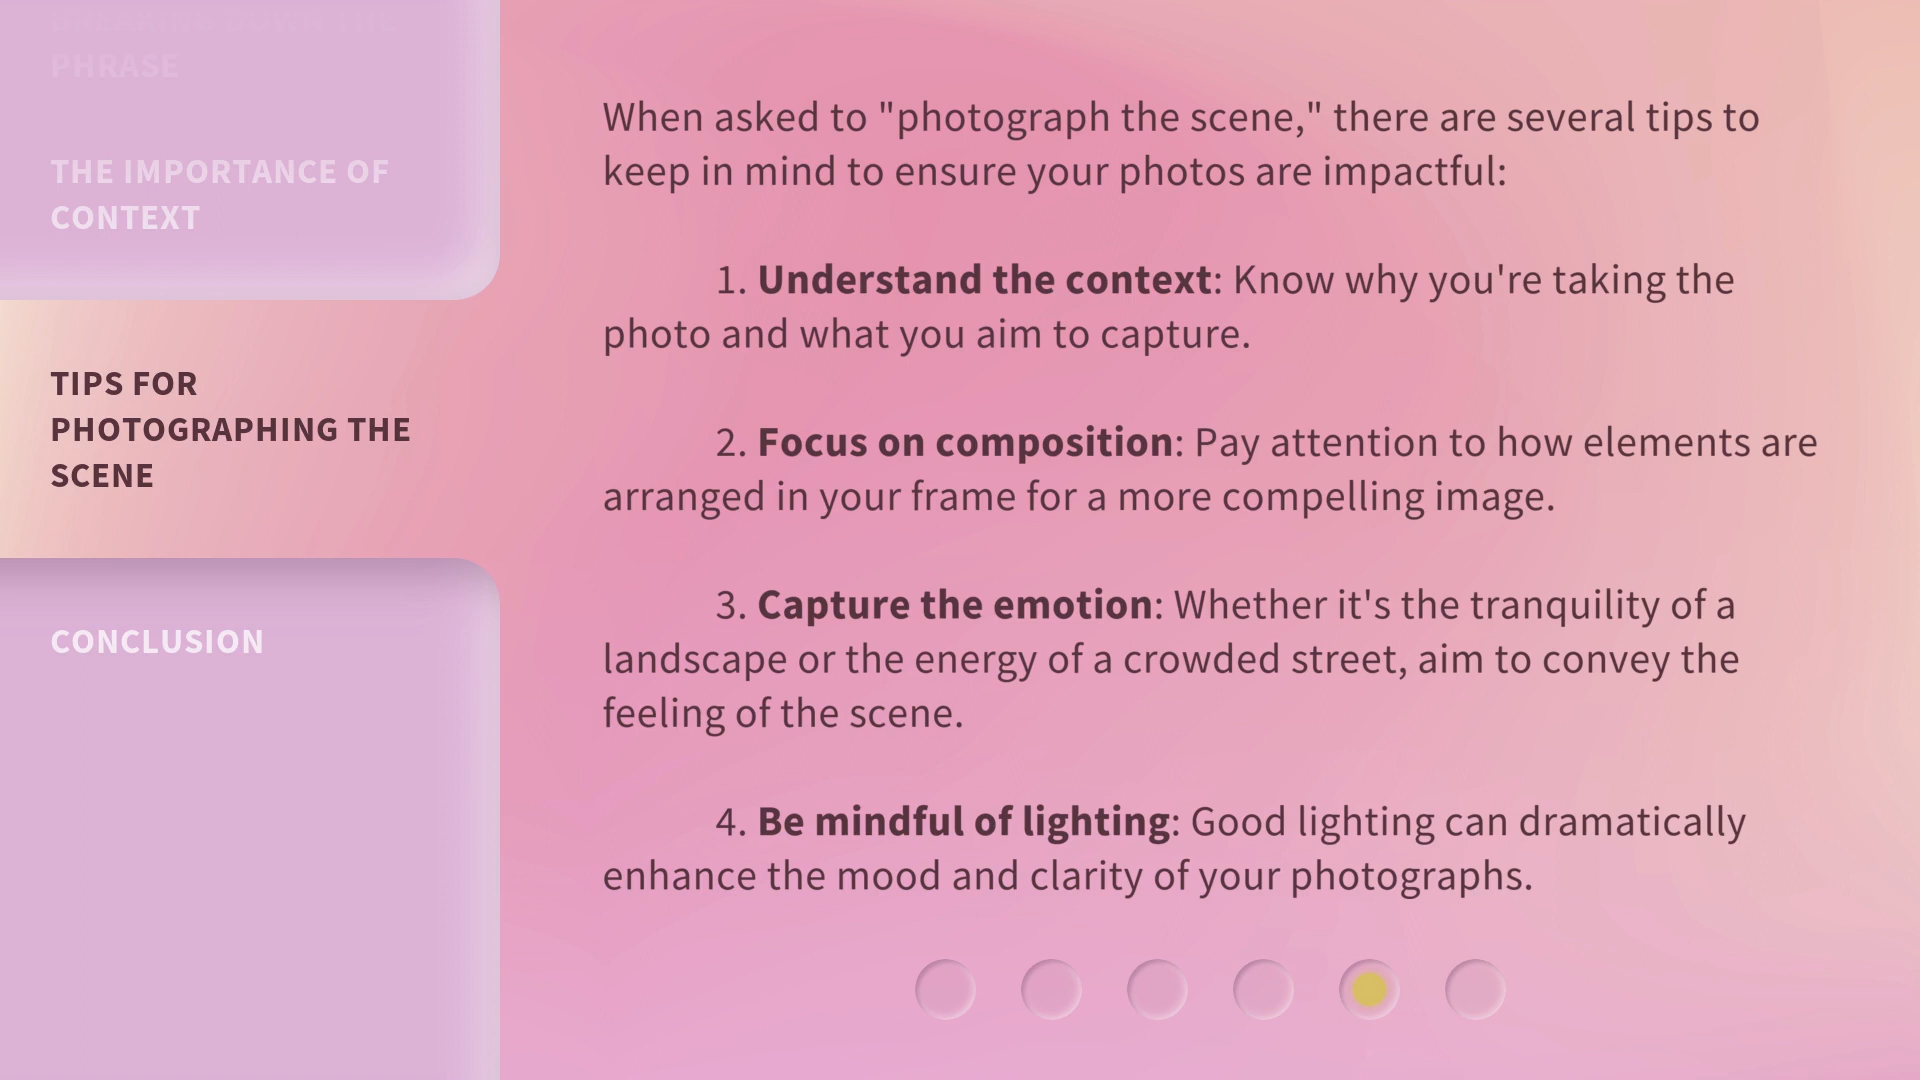 BREAKING DOWN THE
PHRASE
THE IMPORTANCE OF
CONTEXT
TIPS FOR
PHOTOGRAPHING THE
SCENE
CONCLUSION
When asked to "photograph the scene," there are several tips to
keep in mind to ensure your photos are impactful:
1. Understand the context: Know why you're taking the
photo and what you aim to capture.
2. Focus on composition: Pay attention to how elements are
arranged in your frame for a more compelling image.
3. Capture the emotion: Whether it's the tranquility of a
landscape or the energy of a crowded street, aim to convey the
feeling of the scene.
4. Be mindful of lighting: Good lighting can dramatically
enhance the mood and clarity of your photographs.